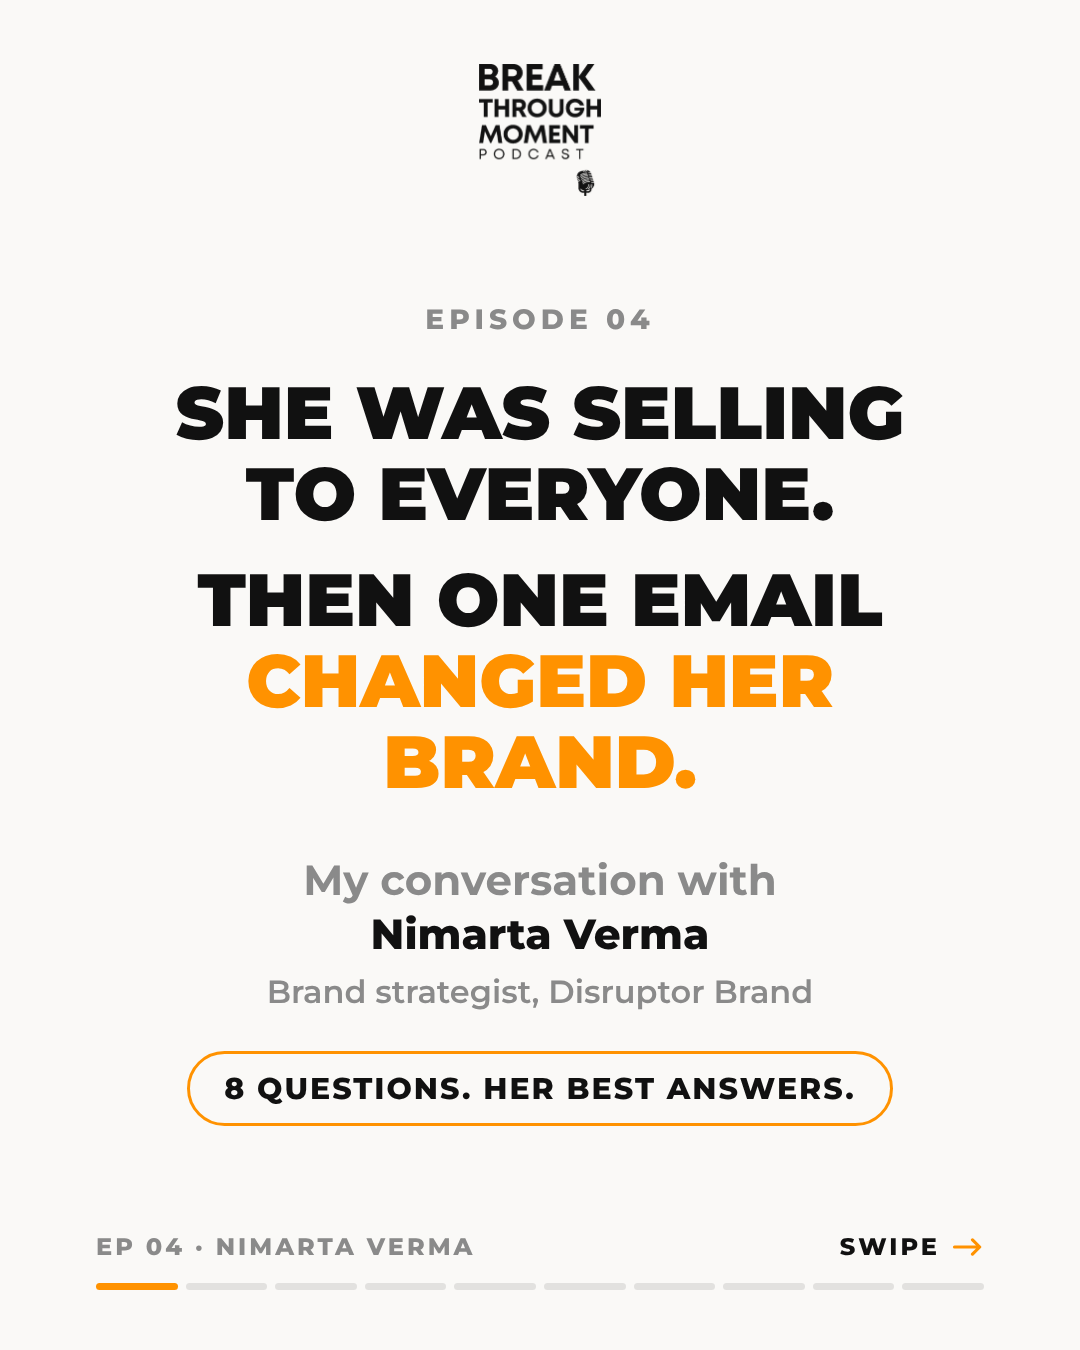 BREAK
THROUGH
MOMENT
PODCAST
EPISODE 04
SHE WAS SELLING
TO EVERYONE.
THEN ONE EMAIL
CHANGED HER
BRAND.
My conversation with
Nimarta Verma
Brand strategist, Disruptor Brand
8 QUESTIONS. HER BEST ANSWERS.
EP 04 · NIMARTA VERMA
SWIPE →